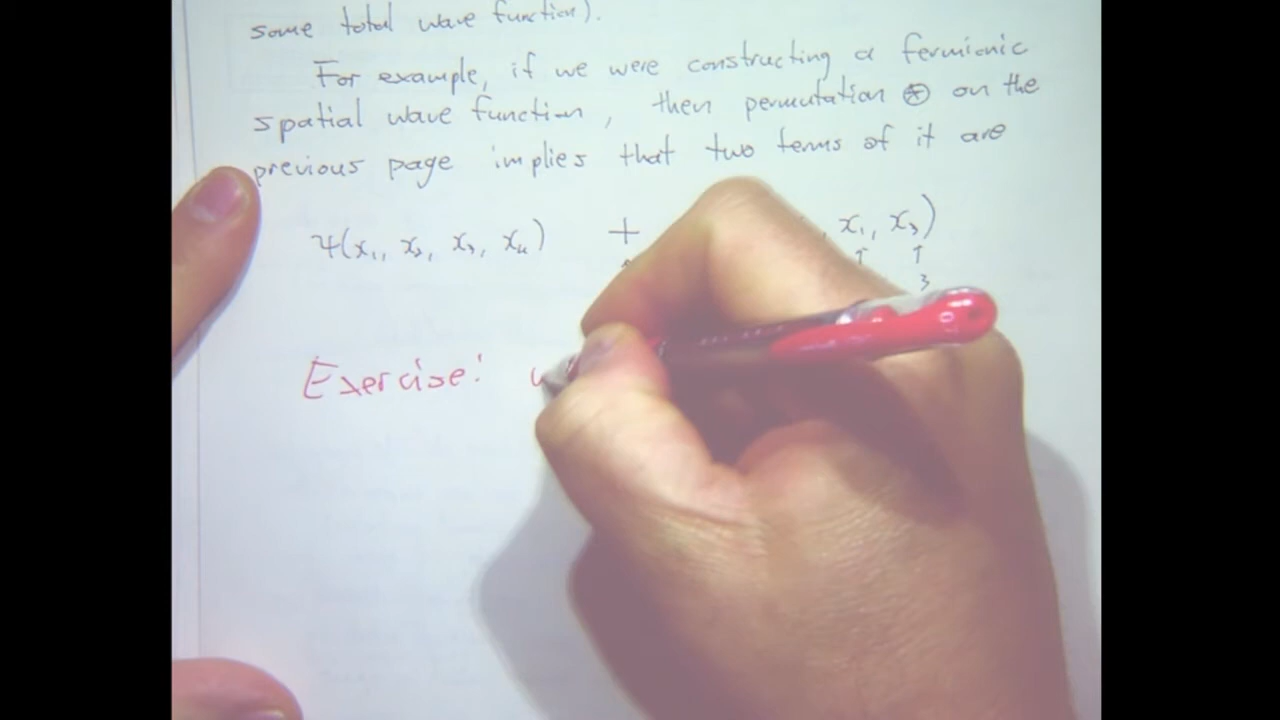 some total wave function).
For example, if we were constructing a fermionic
spatial wave function, then permutation ⊛ on the
previous page implies that two terms of it are
Ψ(x₁, x₂, x₃, x₄) + , x₁, x₃)
↑ ↑
3
Exercise: